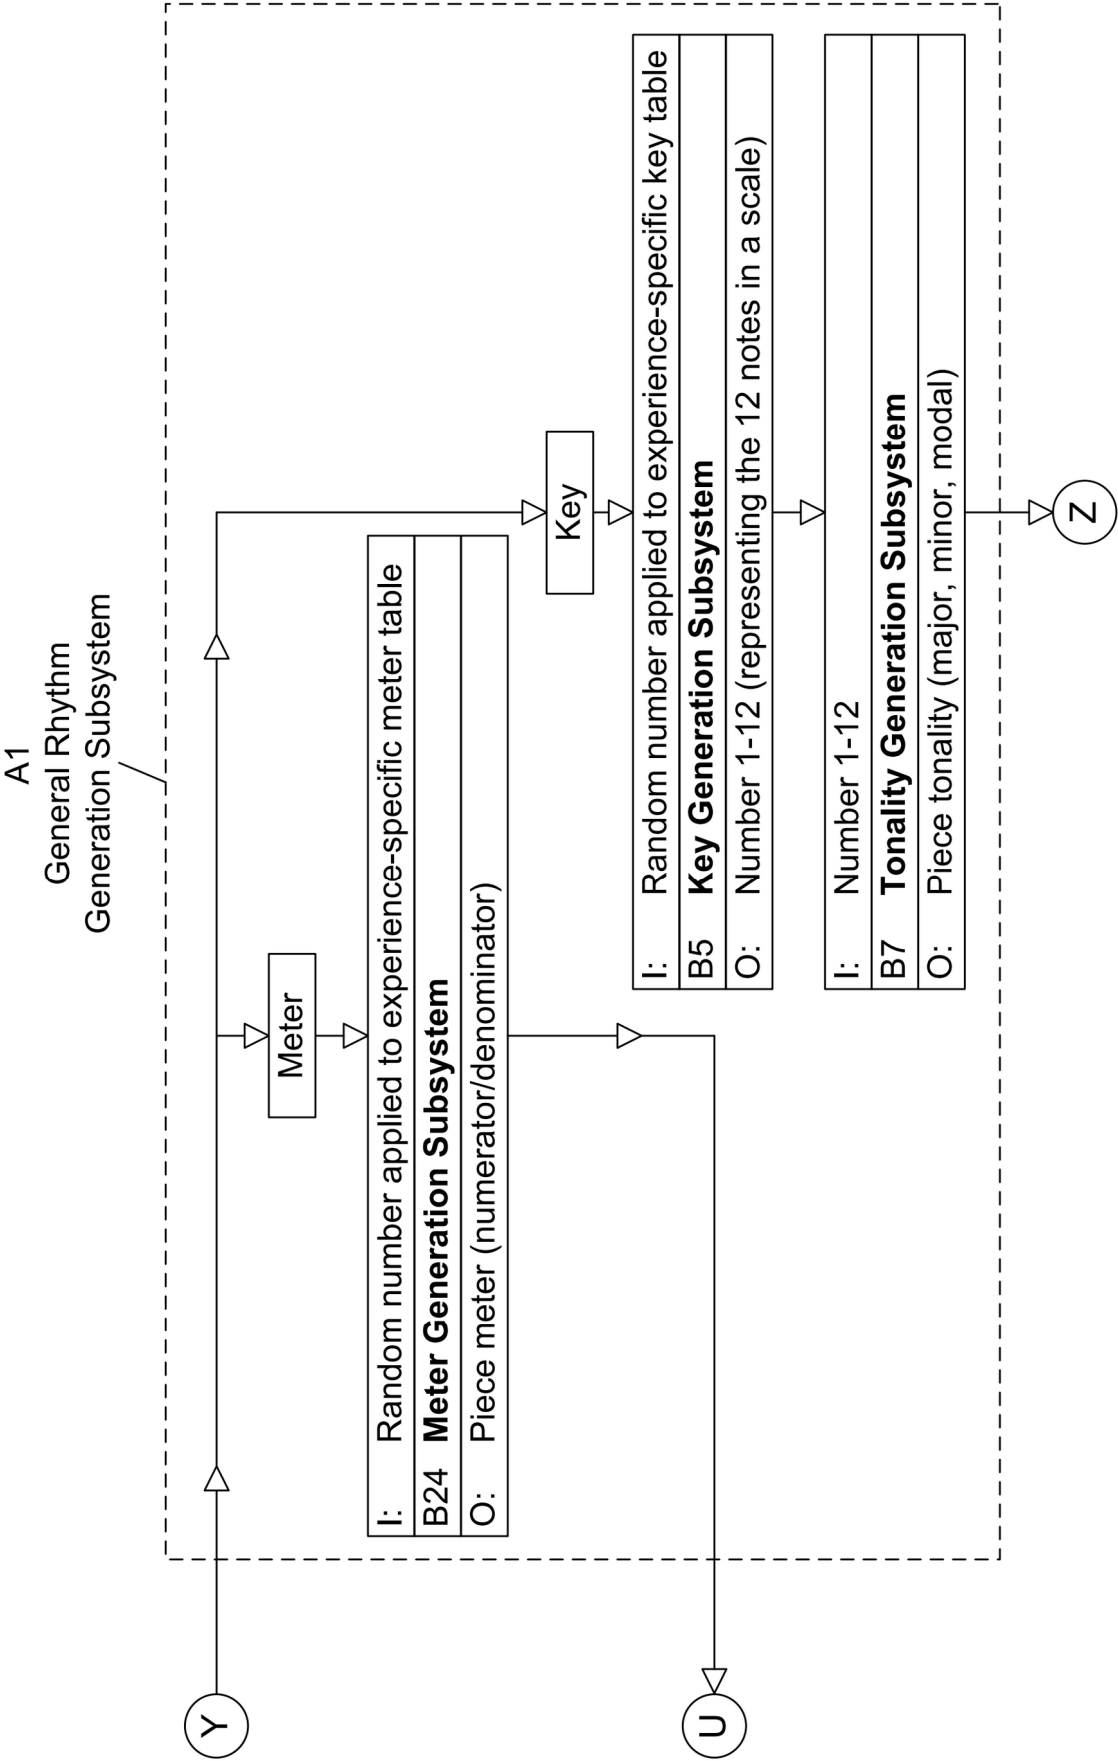 A1
General Rhythm
Generation Subsystem
Y
Meter
I: Random number applied to experience-specific meter table
B24 Meter Generation Subsystem
O: Piece meter (numerator/denominator)
Key
I: Random number applied to experience-specific key table
B5 Key Generation Subsystem
O: Number 1-12 (representing the 12 notes in a scale)
U
I: Number 1-12
B7 Tonality Generation Subsystem
O: Piece tonality (major, minor, modal)
Z